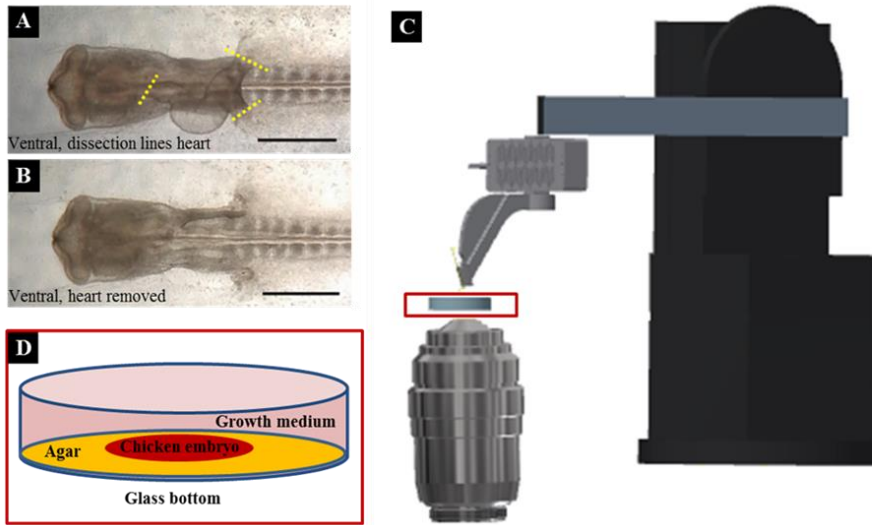 A
Ventral, dissection lines heart
B
Ventral, heart removed
C
D
Growth medium
Agar
Chicken embryo
Glass bottom